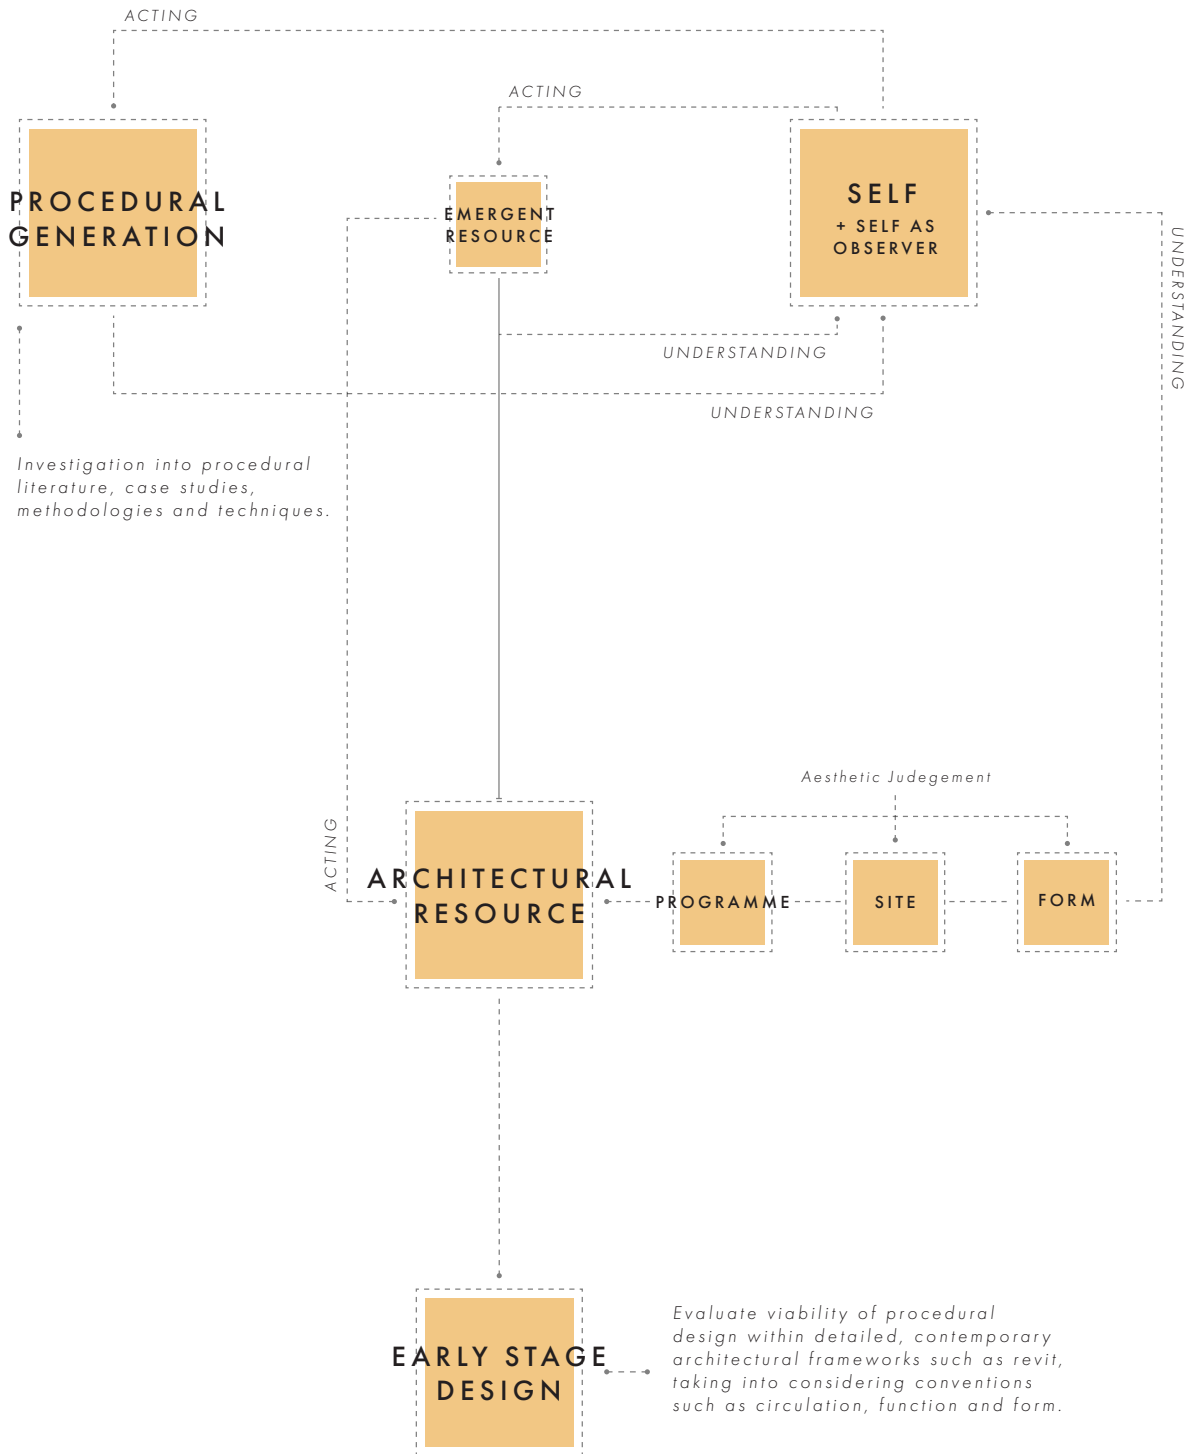 ACTING
ACTING
PROCEDURAL
GENERATION
EMERGENT
RESOURCE
SELF
+ SELF AS
OBSERVER
UNDERSTANDING
UNDERSTANDING
UNDERSTANDING
Investigation into procedural
literature, case studies,
methodologies and techniques.
Aesthetic Judegement
ACTING
ARCHITECTURAL
RESOURCE
PROGRAMME
SITE
FORM
EARLY STAGE
DESIGN
Evaluate viability of procedural
design within detailed, contemporary
architectural frameworks such as revit,
taking into considering conventions
such as circulation, function and form.